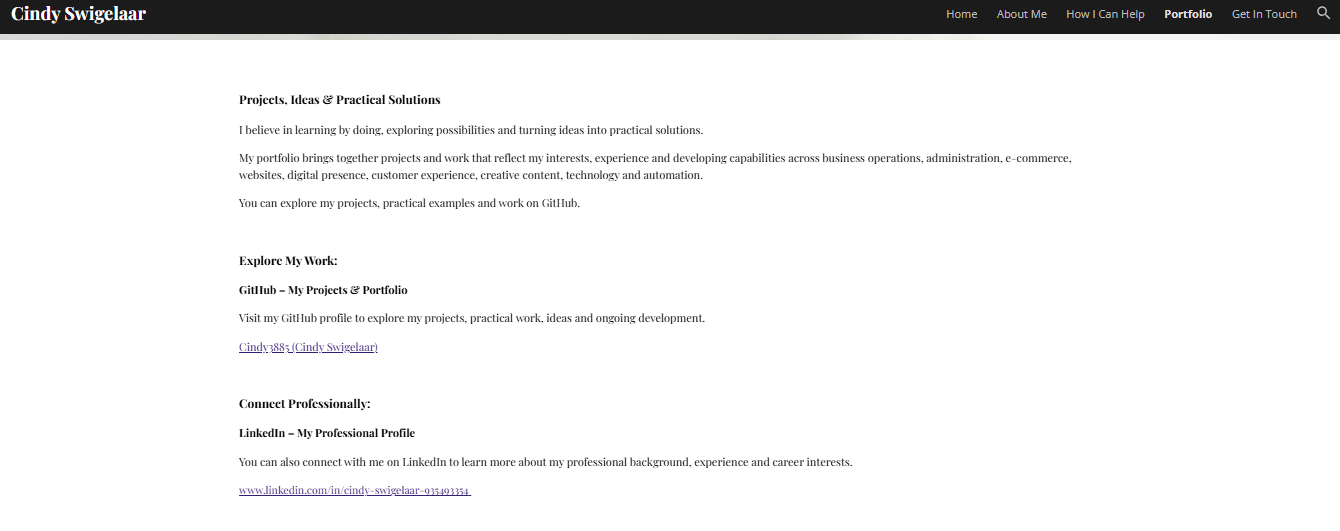 Cindy Swigelaar
Home About Me How I Can Help Portfolio Get In Touch
Projects, Ideas & Practical Solutions
I believe in learning by doing, exploring possibilities and turning ideas into practical solutions.
My portfolio brings together projects and work that reflect my interests, experience and developing capabilities across business operations, administration, e-commerce,
websites, digital presence, customer experience, creative content, technology and automation.
You can explore my projects, practical examples and work on GitHub.
Explore My Work:
GitHub – My Projects & Portfolio
Visit my GitHub profile to explore my projects, practical work, ideas and ongoing development.
Cindy3885 (Cindy Swigelaar)
Connect Professionally:
LinkedIn – My Professional Profile
You can also connect with me on LinkedIn to learn more about my professional background, experience and career interests.
www.linkedin.com/in/cindy-swigelaar-935493354